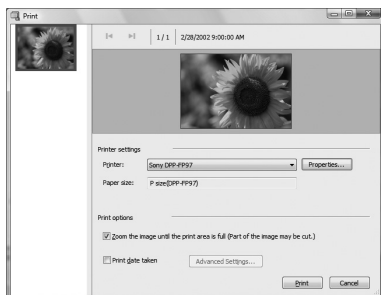 Print
1 / 1 2/28/2002 9:00:00 AM
Printer settings
Printer: Sony DPP-FP97 Properties...
Paper size: P size(DPP-FP97)
Print options
Zoom the image until the print area is full (Part of the image may be cut.)
Print date taken Advanced Settings...
Print Cancel